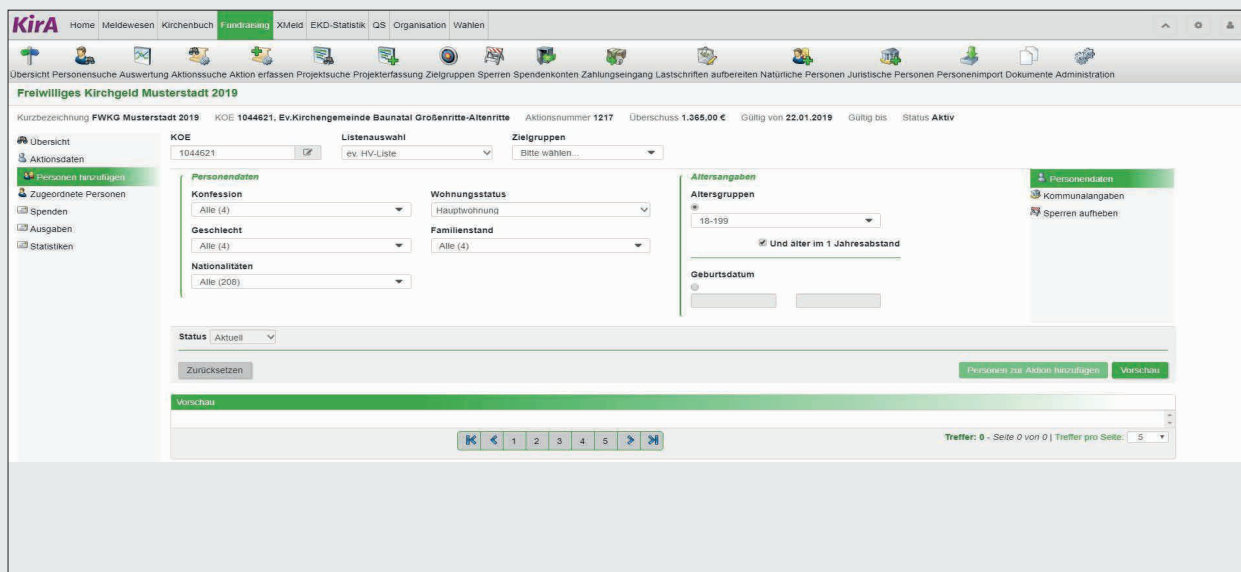 KirA Home Meldewesen Kirchenbuch Fundraising XMeld EKD-Statistik QS Organisation Wahlen
Übersicht Personensuche Auswertung Aktionssuche Aktion erfassen Projektsuche Projekterfassung Zielgruppen Sperren Spendenkonten Zahlungseingang Lastschriften aufbereiten Natürliche Personen Juristische Personen Personenimport Dokumente Administration
Freiwilliges Kirchgeld Musterstadt 2019
Kurzbezeichnung FWKG Musterstadt 2019 KOE 1044621, Ev.Kirchengemeinde Baunatal Großenritte-Altenritte Aktionsnummer 1217 Überschuss 1.365,00 € Gültig von 22.01.2019 Gültig bis Status Aktiv
Übersicht
Aktionsdaten
Personen hinzufügen
Zugeordnete Personen
Spenden
Ausgaben
Statistiken
KOE Listenauswahl Zielgruppen
1044621 ev. HV-Liste Bitte wählen...
Personendaten
Konfession Wohnungsstatus
Alle (4) Hauptwohnung
Geschlecht Familienstand
Alle (4) Alle (4)
Nationalitäten
Alle (208)
Altersangaben
Altersgruppen
18-199
Und älter im 1 Jahresabstand
Geburtsdatum
Personendaten
Kommunalangaben
Sperren aufheben
Status Aktuell
Zurücksetzen Personen zur Aktion hinzufügen Vorschau
Vorschau
1 2 3 4 5 Treffer: 0 - Seite 0 von 0 | Treffer pro Seite: 5